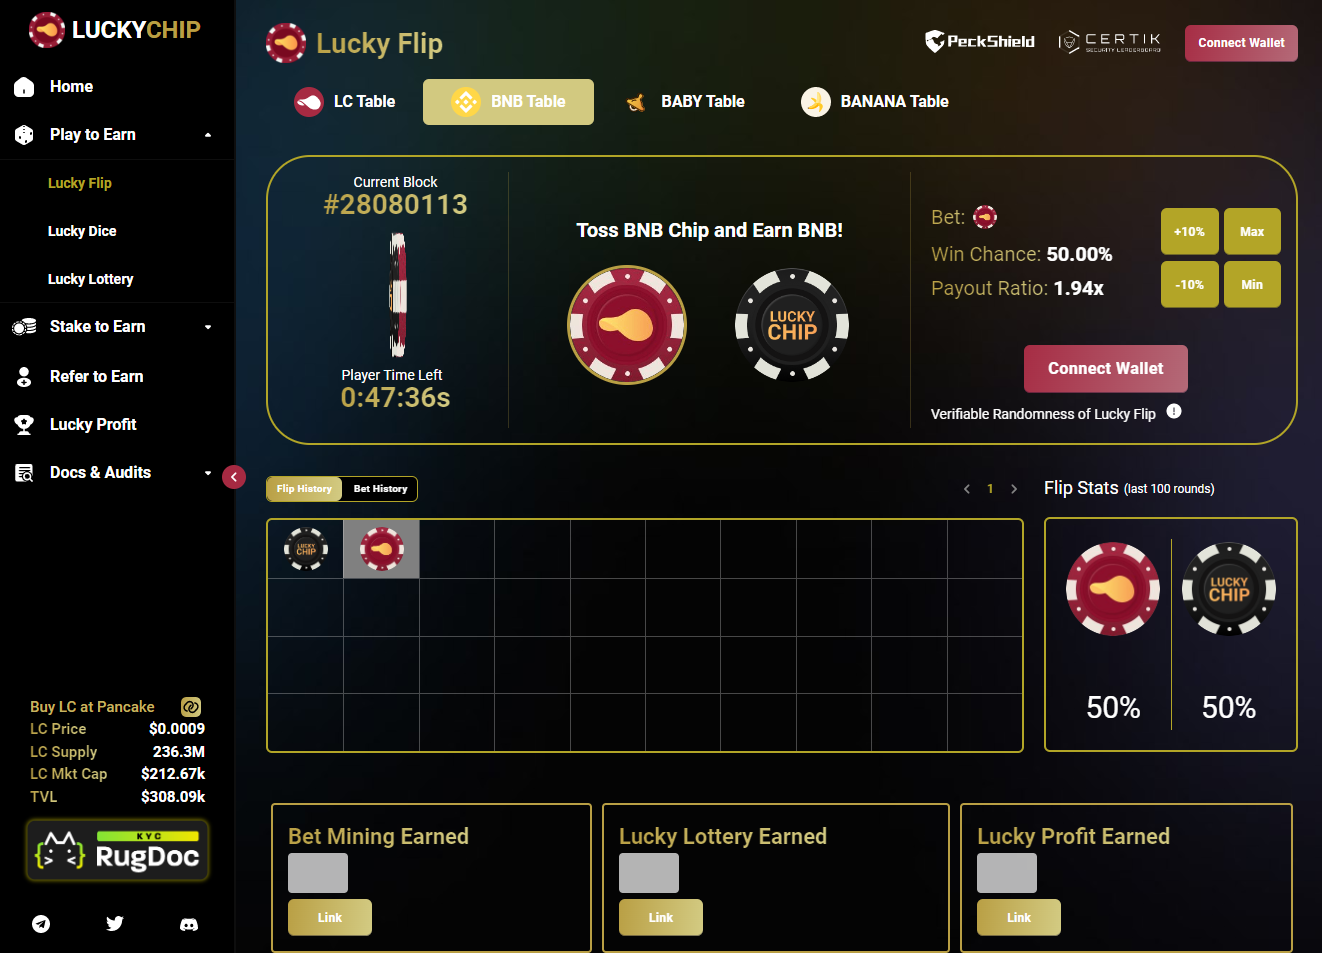 LUCKYCHIP
Home
Play to Earn
Lucky Flip
Lucky Dice
Lucky Lottery
Stake to Earn
Refer to Earn
Lucky Profit
Docs & Audits
Buy LC at Pancake
LC Price $0.0009
LC Supply 236.3M
LC Mkt Cap $212.67k
TVL $308.09k
KYC
RugDoc
Lucky Flip
PeckShield
CERTIK
SECURITY LEADERBOARD
Connect Wallet
LC Table
BNB Table
BABY Table
BANANA Table
Current Block
#28080113
Player Time Left
0:47:36s
Toss BNB Chip and Earn BNB!
LUCKY
CHIP
Bet:
Win Chance: 50.00%
Payout Ratio: 1.94x
+10%
Max
-10%
Min
Connect Wallet
Verifiable Randomness of Lucky Flip
Flip History
Bet History
1
Flip Stats (last 100 rounds)
LUCKY
CHIP
LUCKY
CHIP
50%
50%
Bet Mining Earned
Link
Lucky Lottery Earned
Link
Lucky Profit Earned
Link